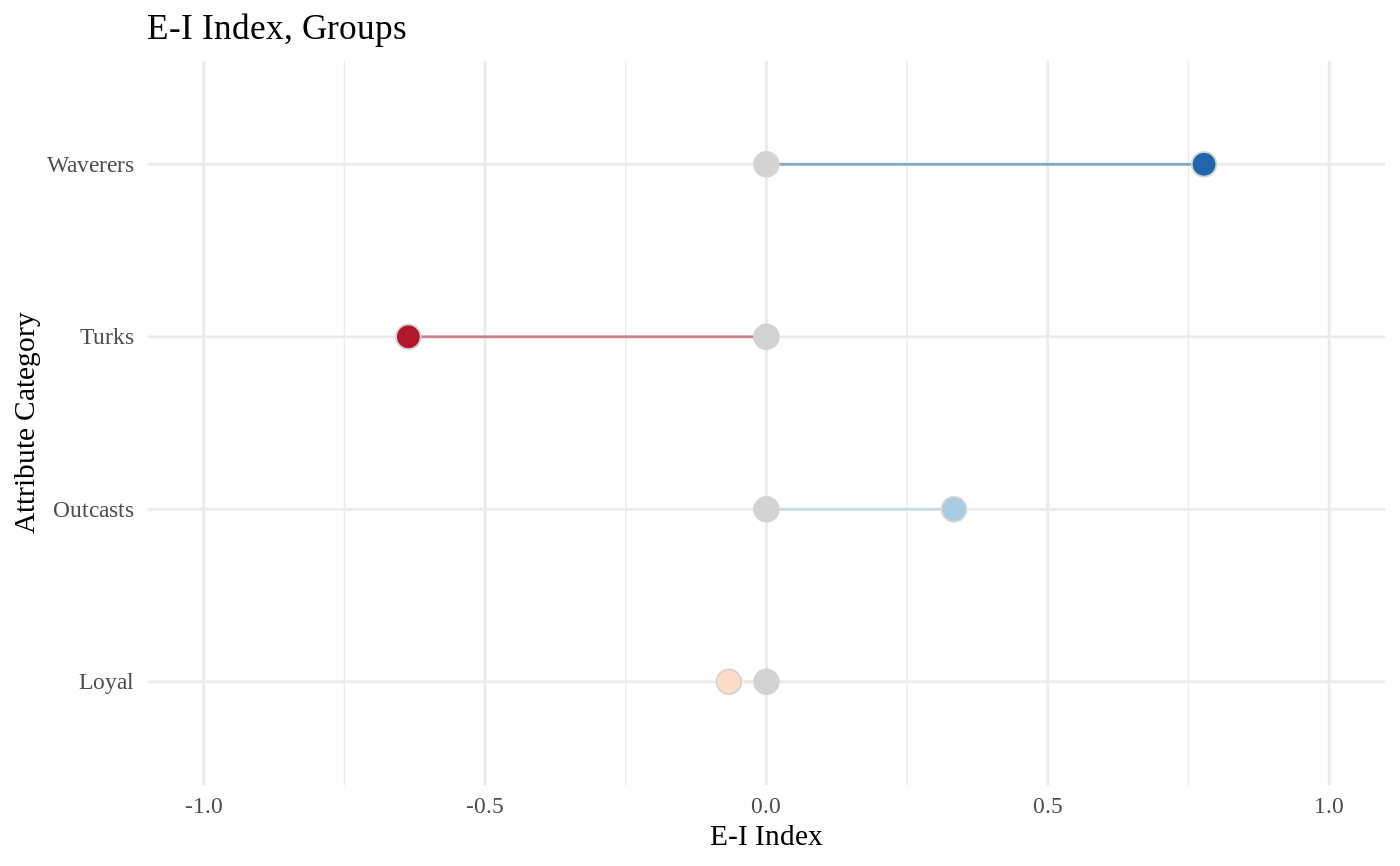 E-I Index, Groups
Attribute Category
Waverers
Turks
Outcasts
Loyal
-1.0 -0.5 0.0 0.5 1.0
E-I Index